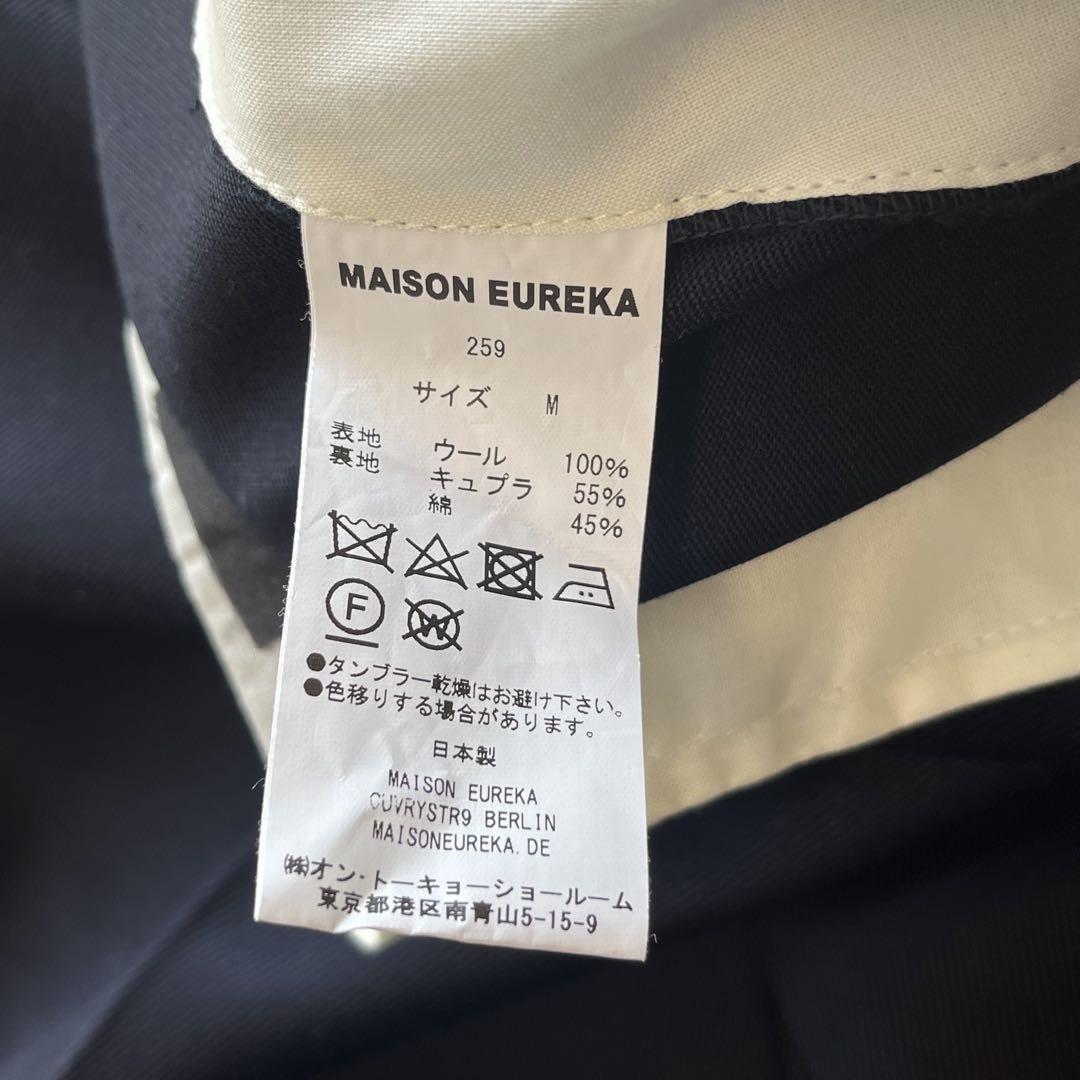 MAISON EUREKA
259
サイズ M
表地 ウール 100%
裏地 キュプラ 55%
綿 45%
F W
●タンブラー乾燥はお避け下さい。
●色移りする場合があります。
日本製
MAISON EUREKA
CUVRYSTR9 BERLIN
MAISONEUREKA.DE
㈱オン・トーキョーショールーム
東京都港区南青山5-15-9